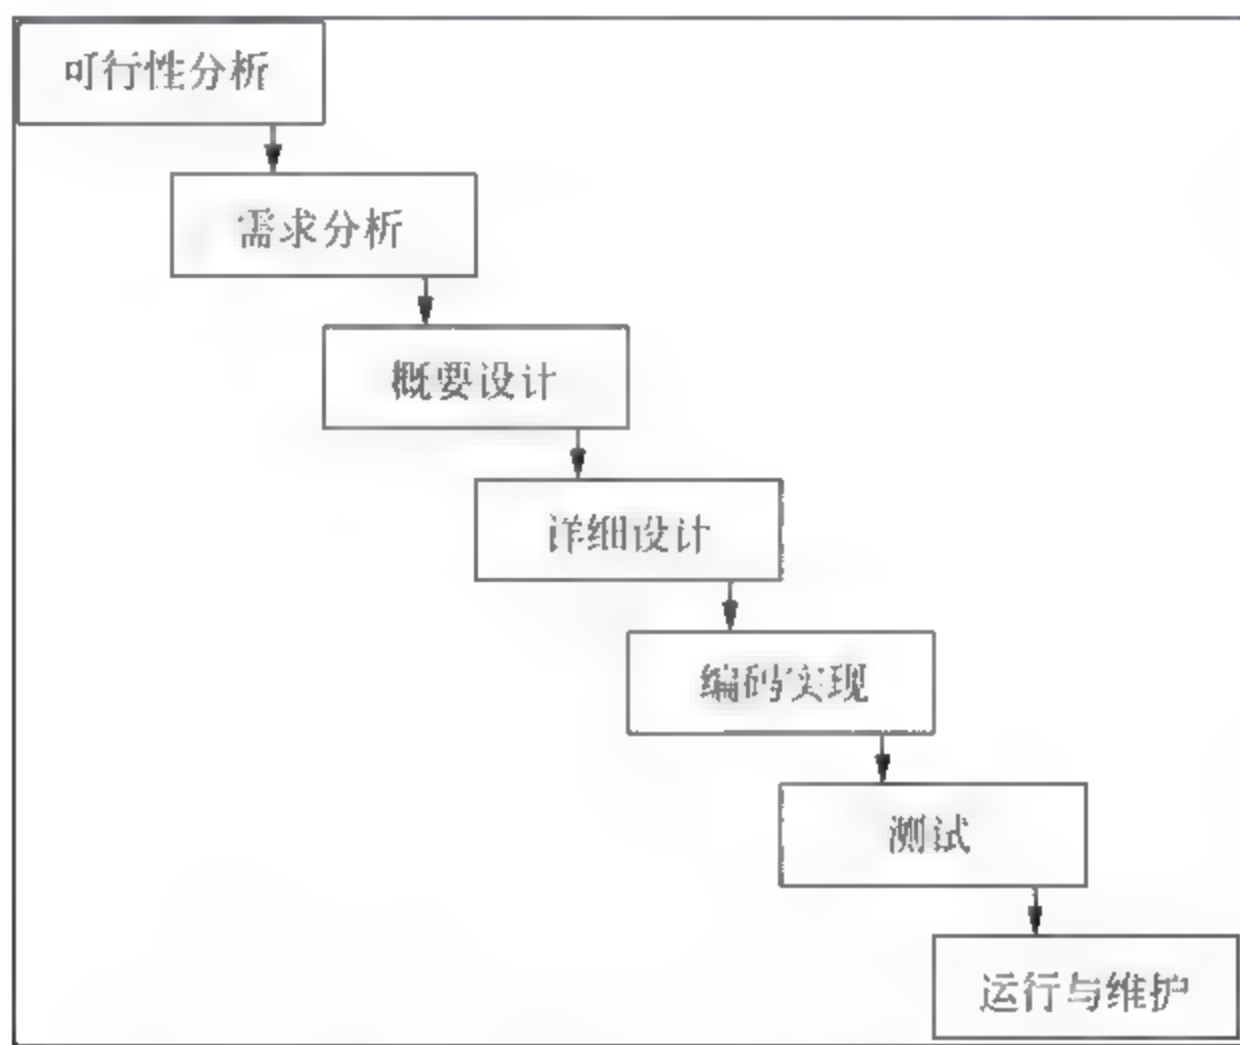 可行性分析
需求分析
概要设计
详细设计
编码实现
测试
运行与维护